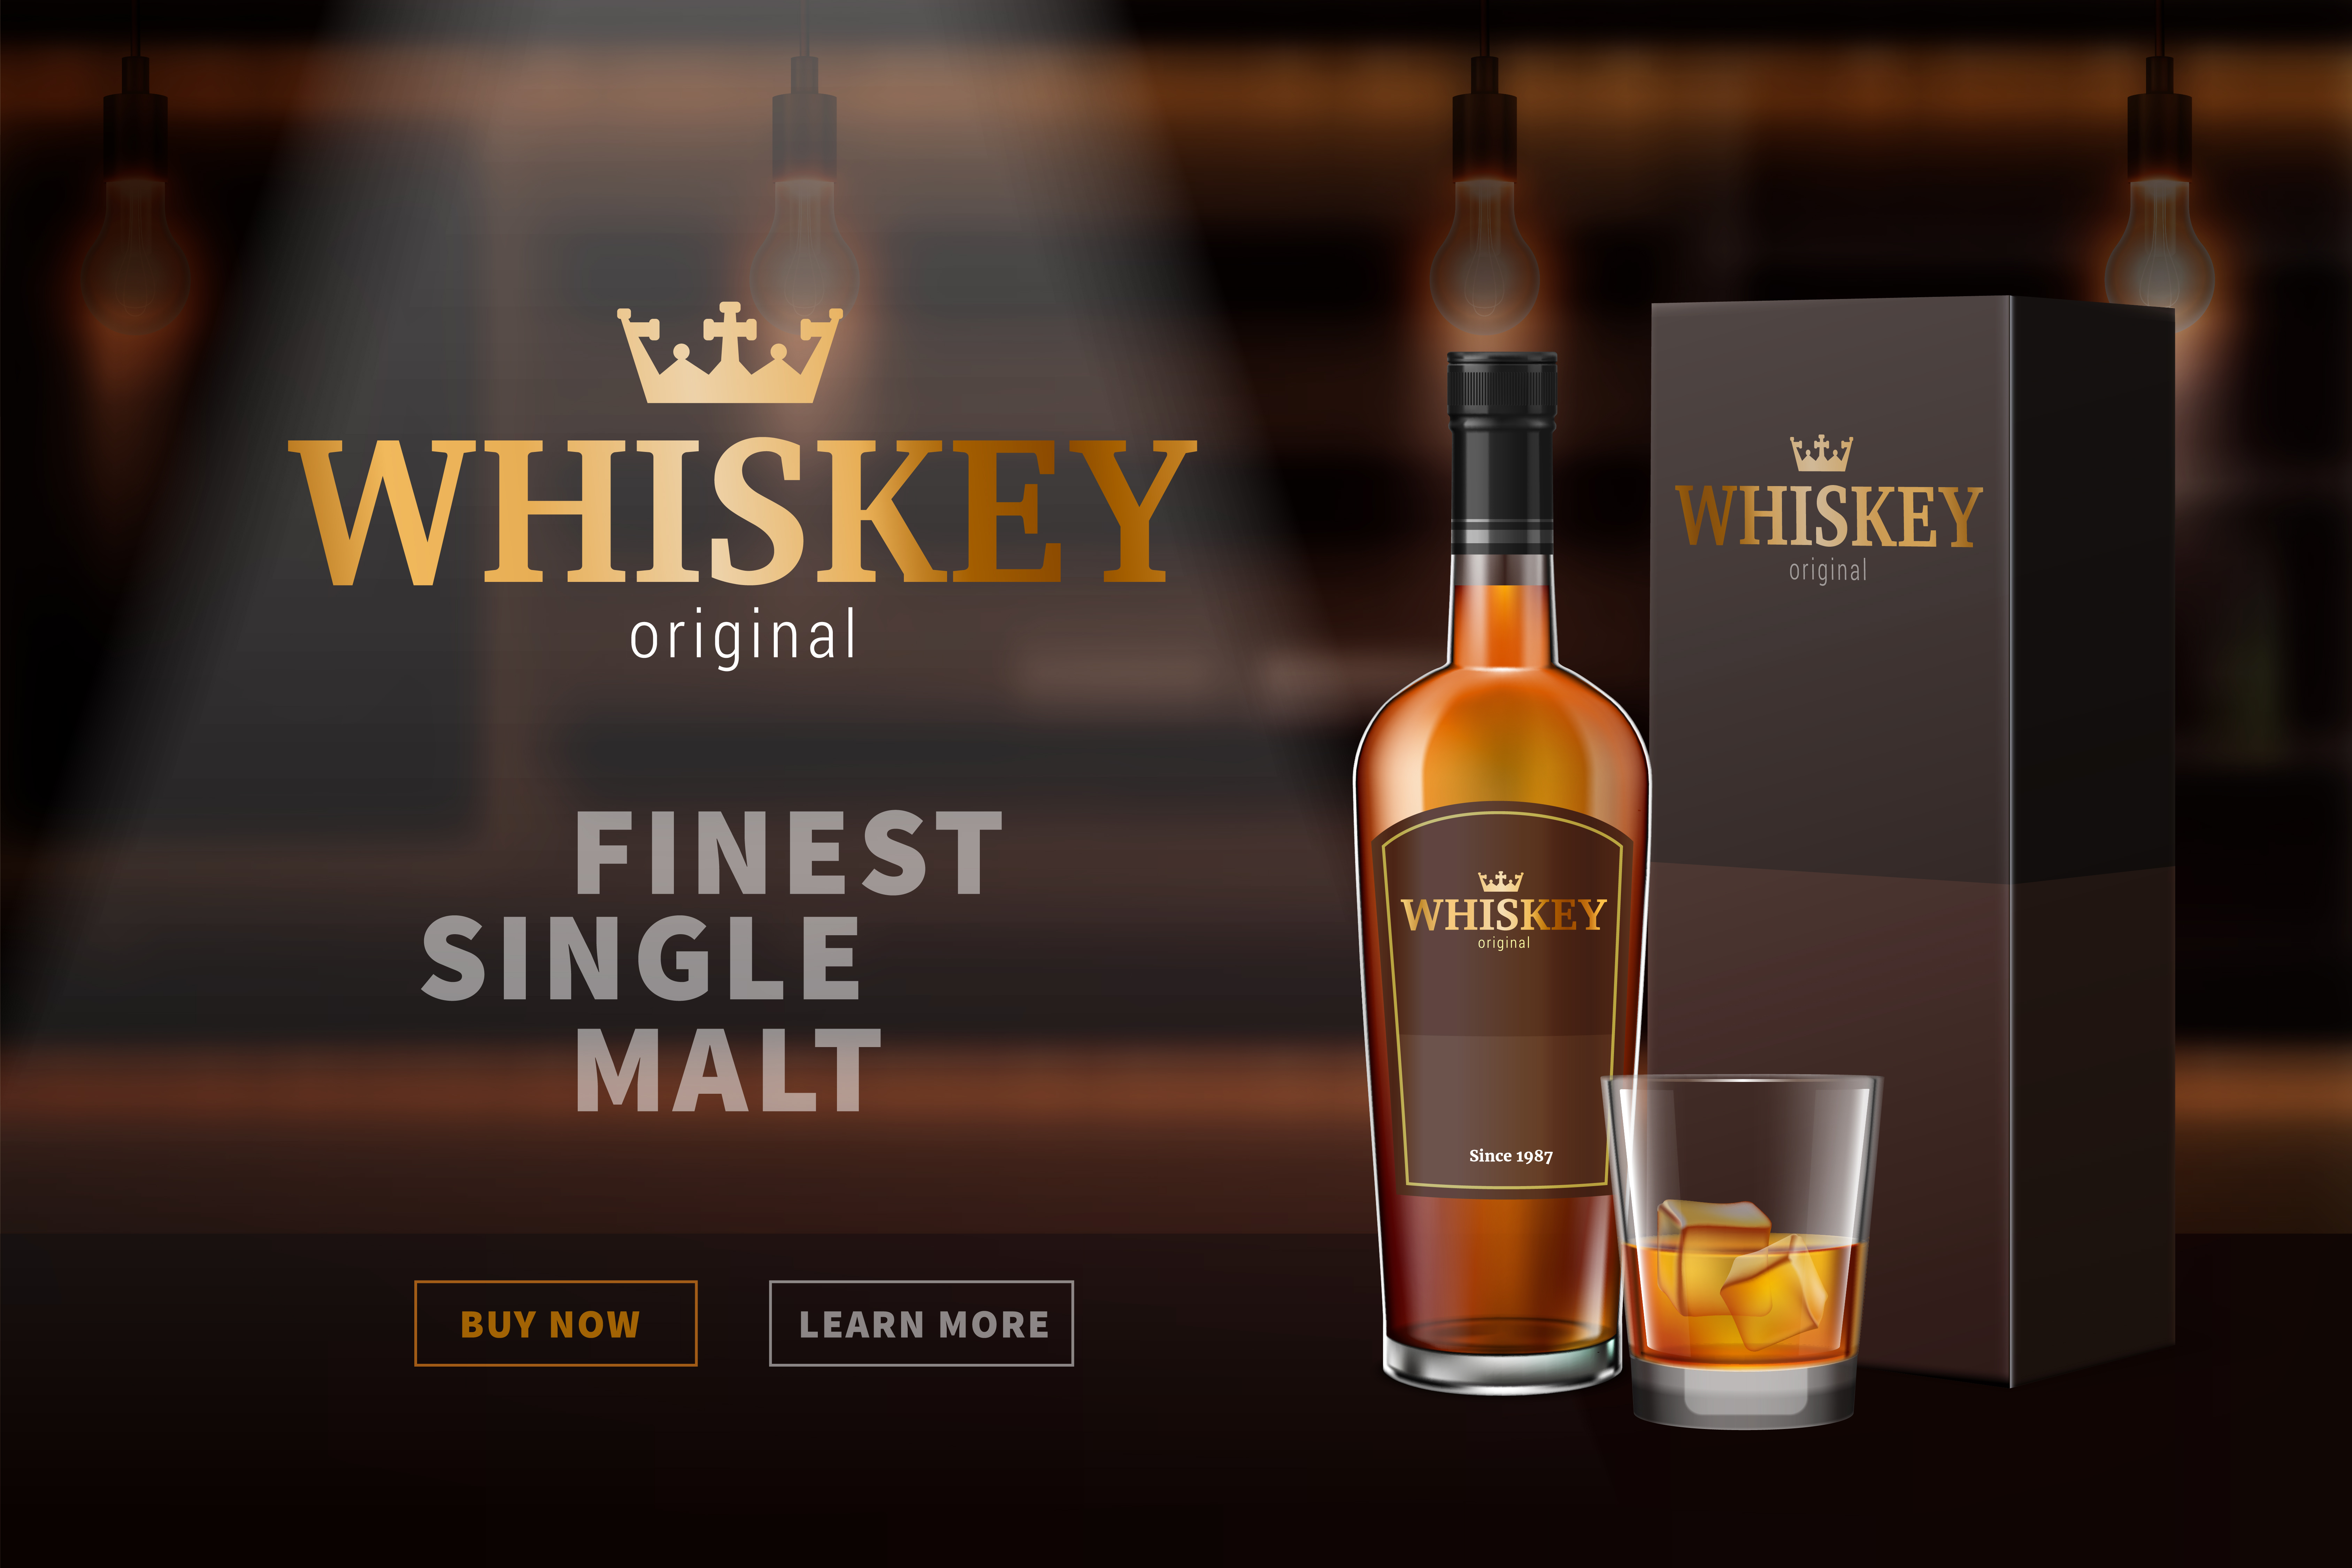 WHISKEY
original
FINEST
SINGLE
MALT
BUY NOW
LEARN MORE
WHISKEY
original
Since 1987
WHISKEY
original